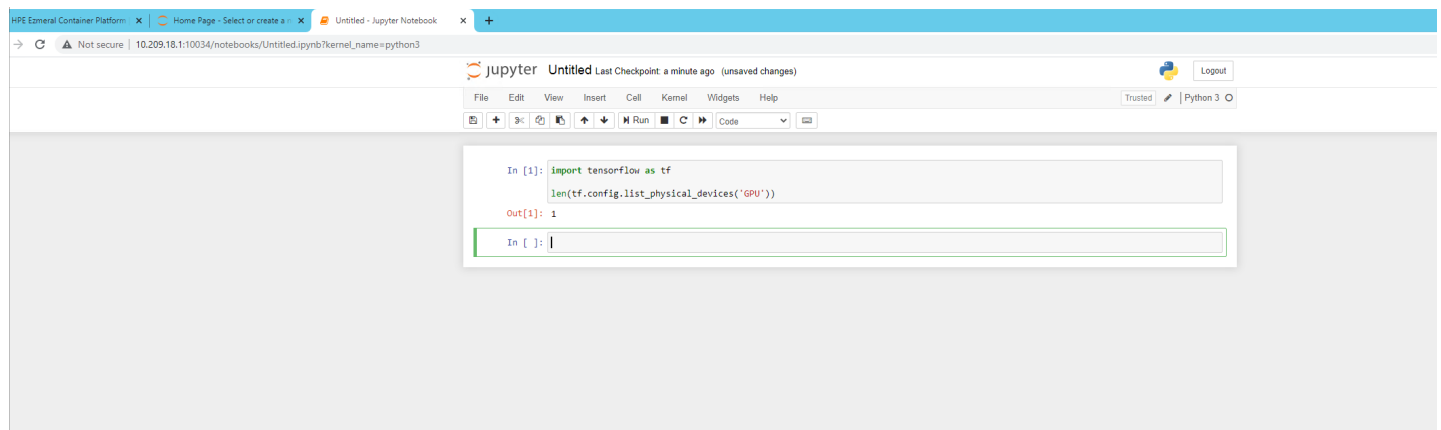 HPE Ezmeral Container Platform
Home Page - Select or create a n
Untitled - Jupyter Notebook
Not secure | 10.209.18.1:10034/notebooks/Untitled.ipynb?kernel_name=python3
jupyter Untitled Last Checkpoint: a minute ago (unsaved changes) Logout
File Edit View Insert Cell Kernel Widgets Help Trusted Python 3
Run Code
In [1]: import tensorflow as tf
len(tf.config.list_physical_devices('GPU'))
Out[1]: 1
In [ ]: